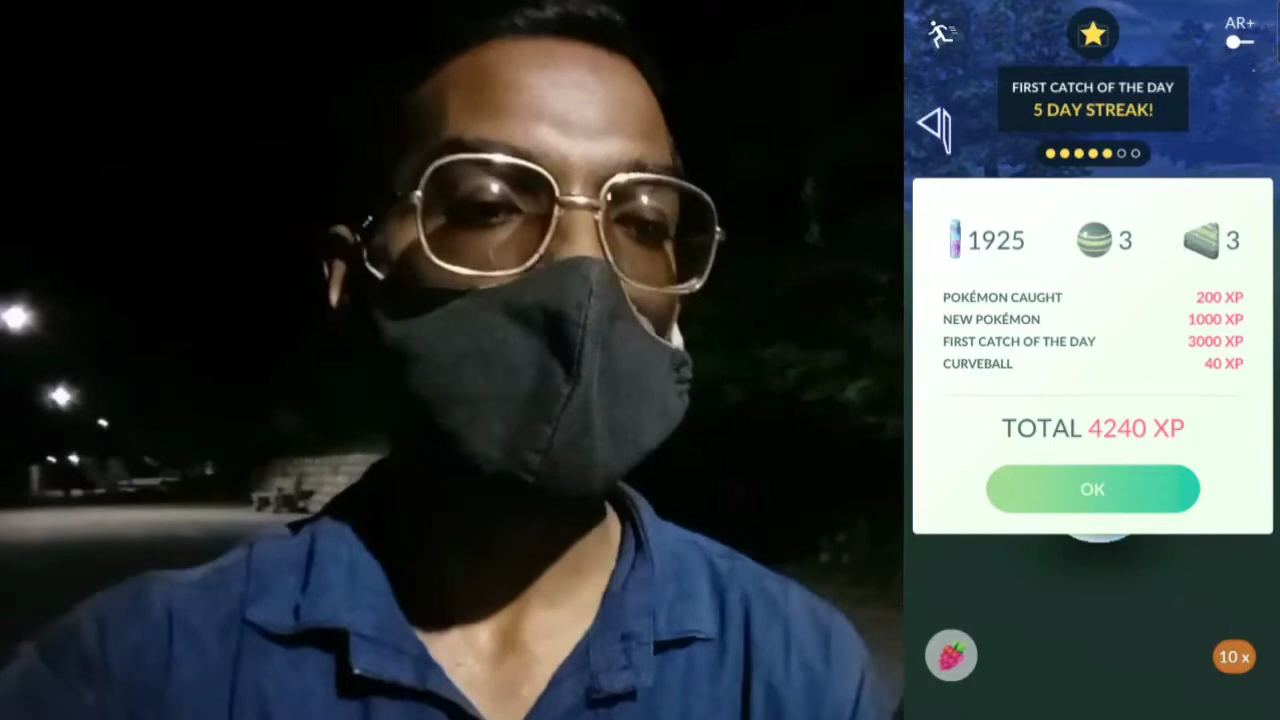 AR+
FIRST CATCH OF THE DAY
5 DAY STREAK!
1925 3 3
POKÉMON CAUGHT 200 XP
NEW POKÉMON 1000 XP
FIRST CATCH OF THE DAY 3000 XP
CURVEBALL 40 XP
TOTAL 4240 XP
OK
10 x